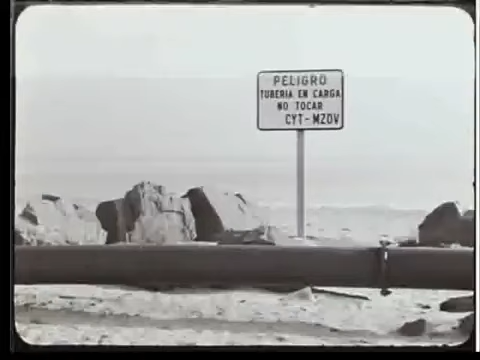 PELIGRO
TUBERIA EN CARGA
NO TOCAR
CYT-MZOV